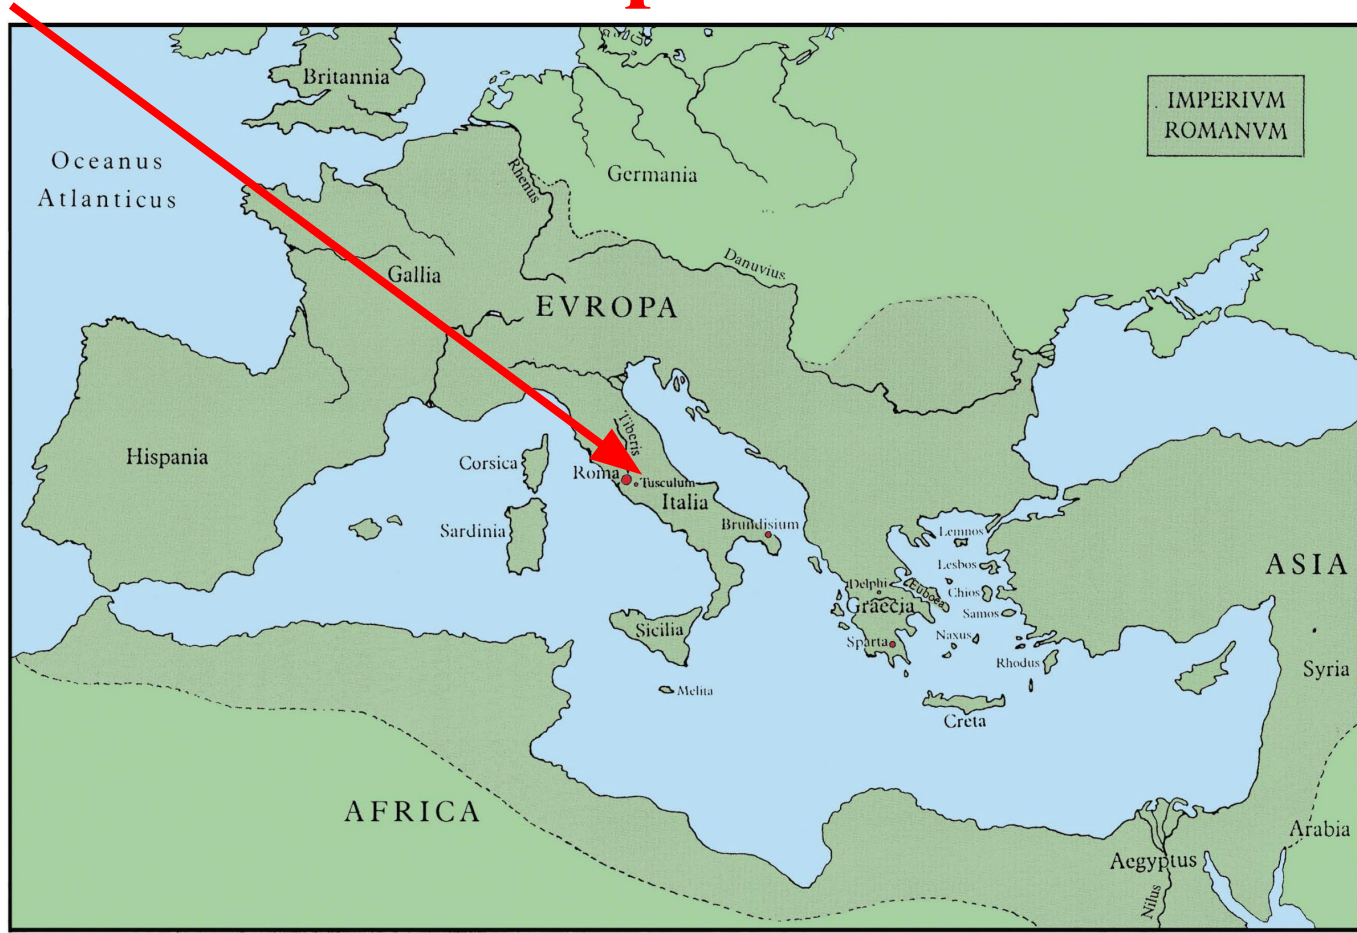 Britannia
IMPERIVM
ROMANVM
Oceanus
Atlanticus
Rhenus
Germania
Gallia
Danuvius
EVROPA
Tiberis
Hispania
Corsica
Roma
Tusculum
Italia
Sardinia
Brundisium
Lemnos
Lesbos
ASIA
Delphi
Euboea
Chios
Graecia
Samos
Sicilia
Sparta
Naxus
Rhodus
Syria
Melita
Creta
AFRICA
Arabia
Aegyptus
Nilus